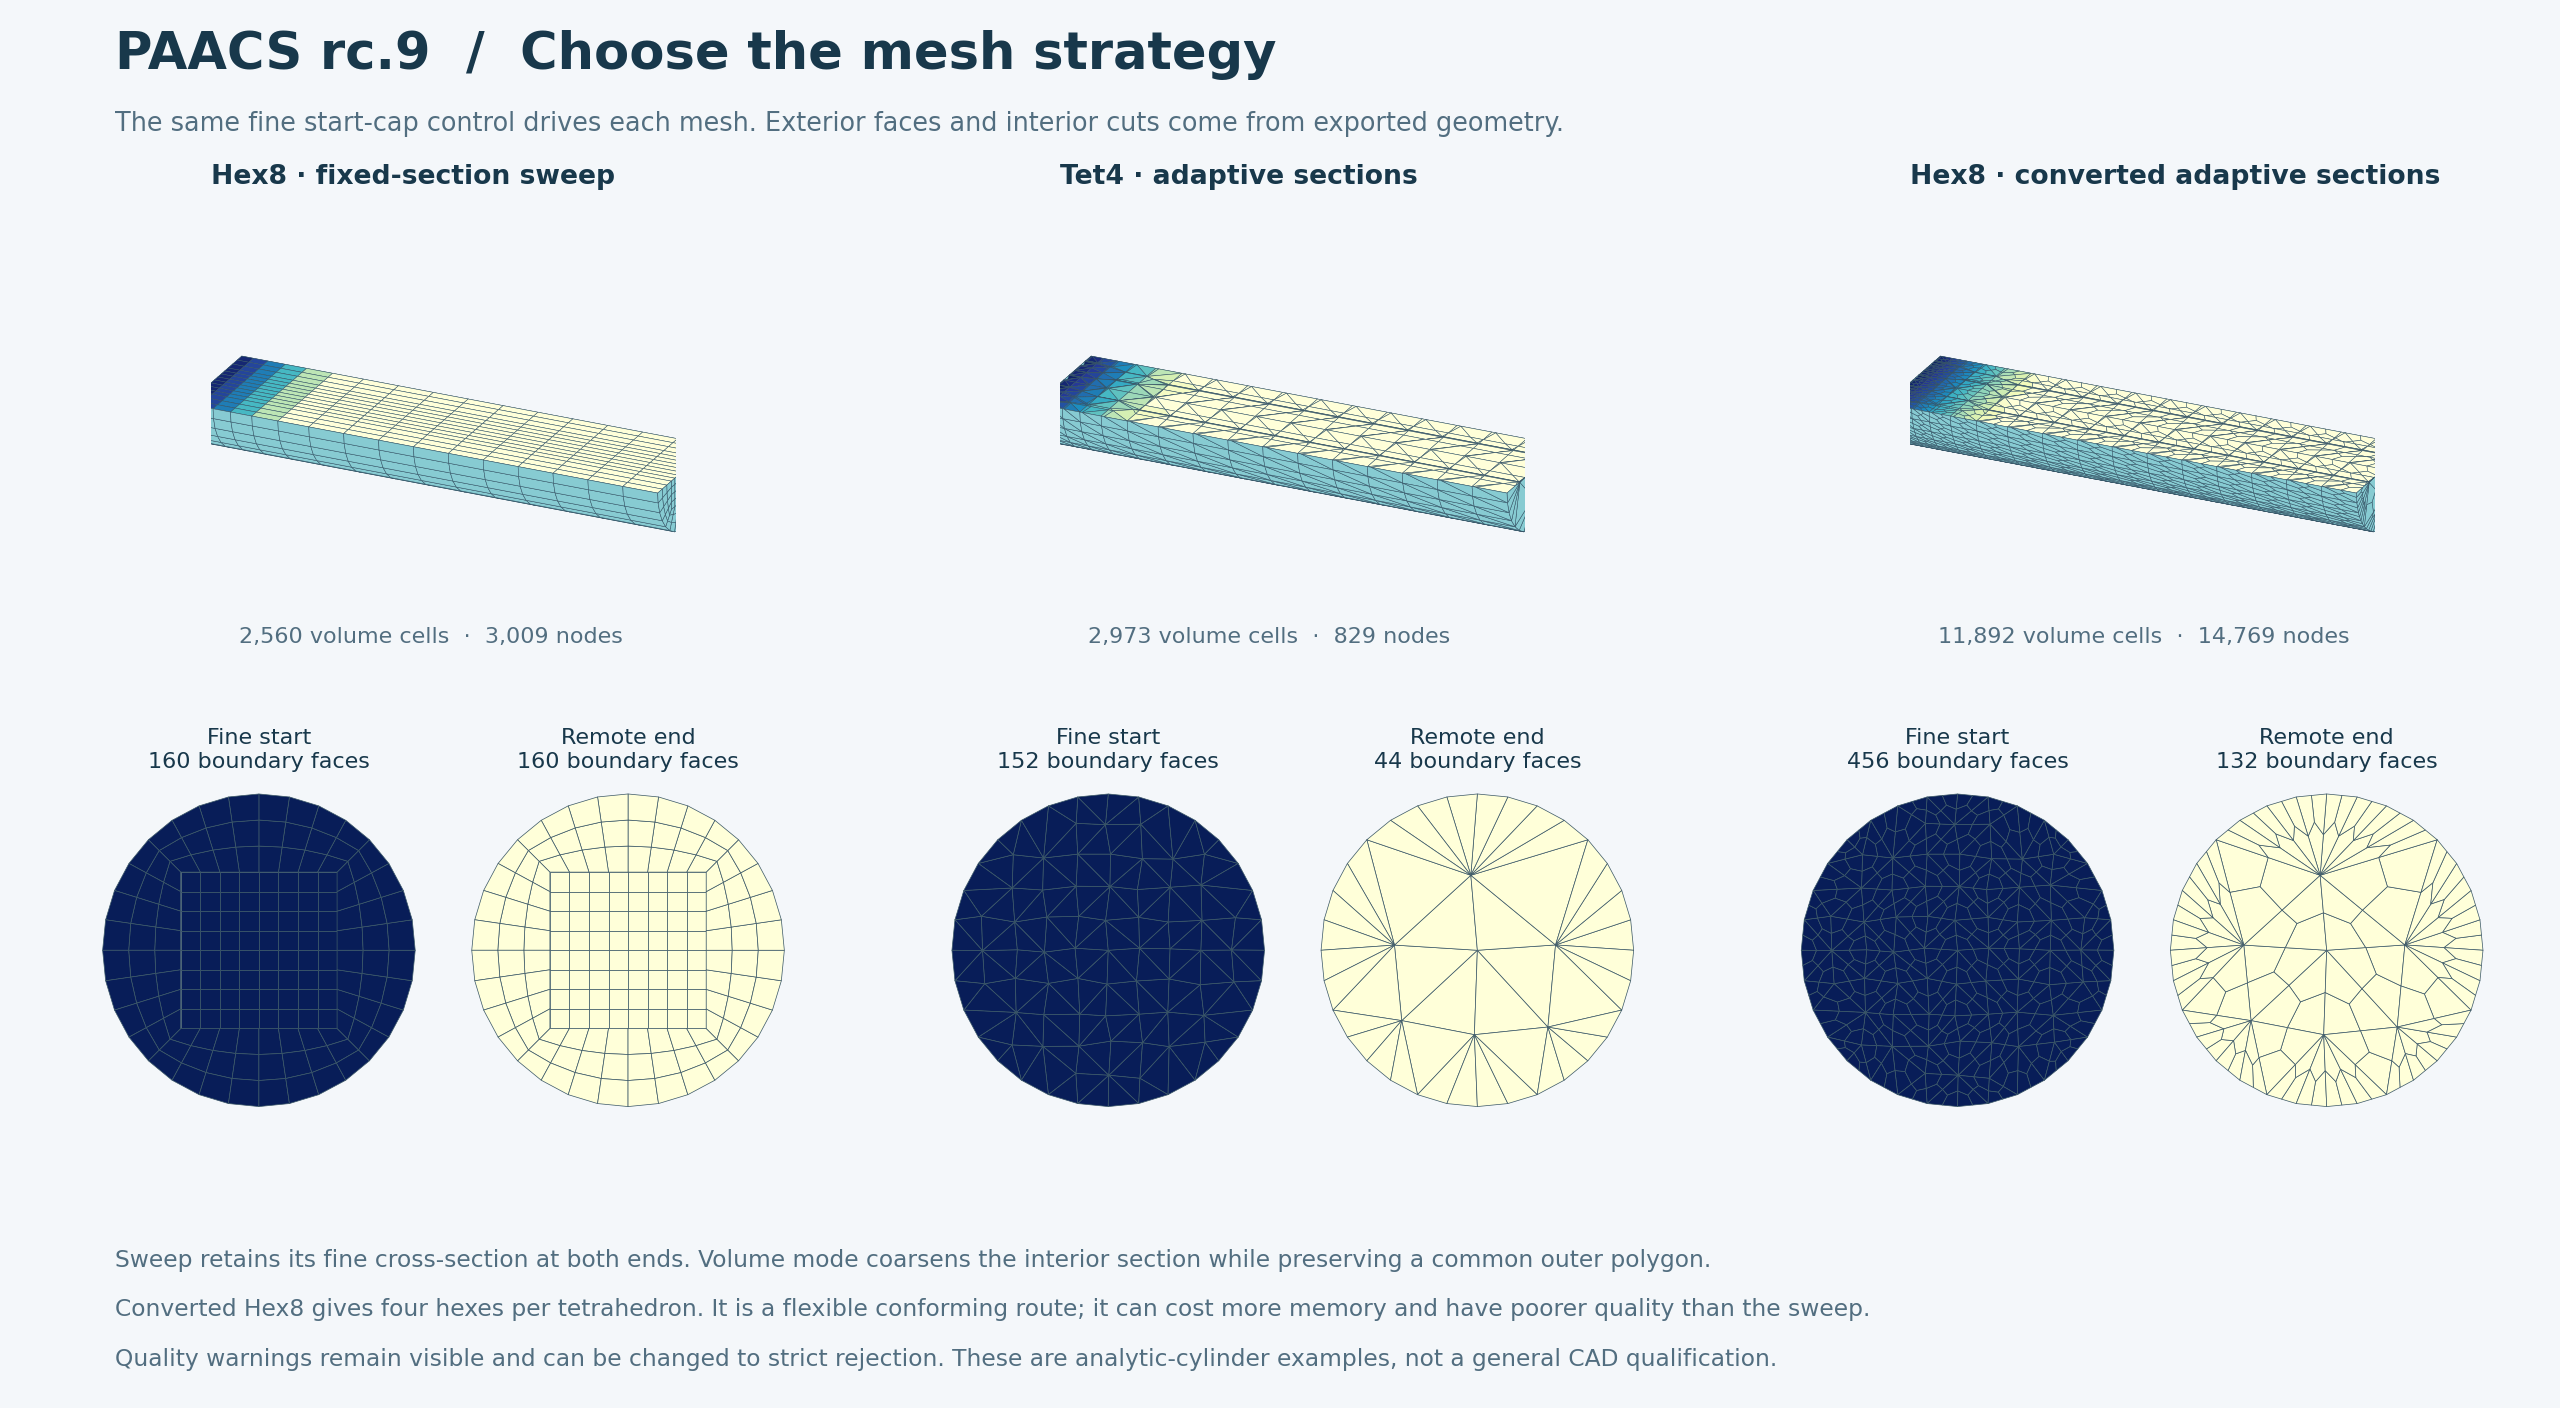 PAACS rc.9 / Choose the mesh strategy
The same fine start-cap control drives each mesh. Exterior faces and interior cuts come from exported geometry.
Hex8 · fixed-section sweep
Tet4 · adaptive sections
Hex8 · converted adaptive sections
2,560 volume cells · 3,009 nodes
2,973 volume cells · 829 nodes
11,892 volume cells · 14,769 nodes
Fine start
160 boundary faces
Remote end
160 boundary faces
Fine start
152 boundary faces
Remote end
44 boundary faces
Fine start
456 boundary faces
Remote end
132 boundary faces
Sweep retains its fine cross-section at both ends. Volume mode coarsens the interior section while preserving a common outer polygon.
Converted Hex8 gives four hexes per tetrahedron. It is a flexible conforming route; it can cost more memory and have poorer quality than the sweep.
Quality warnings remain visible and can be changed to strict rejection. These are analytic-cylinder examples, not a general CAD qualification.